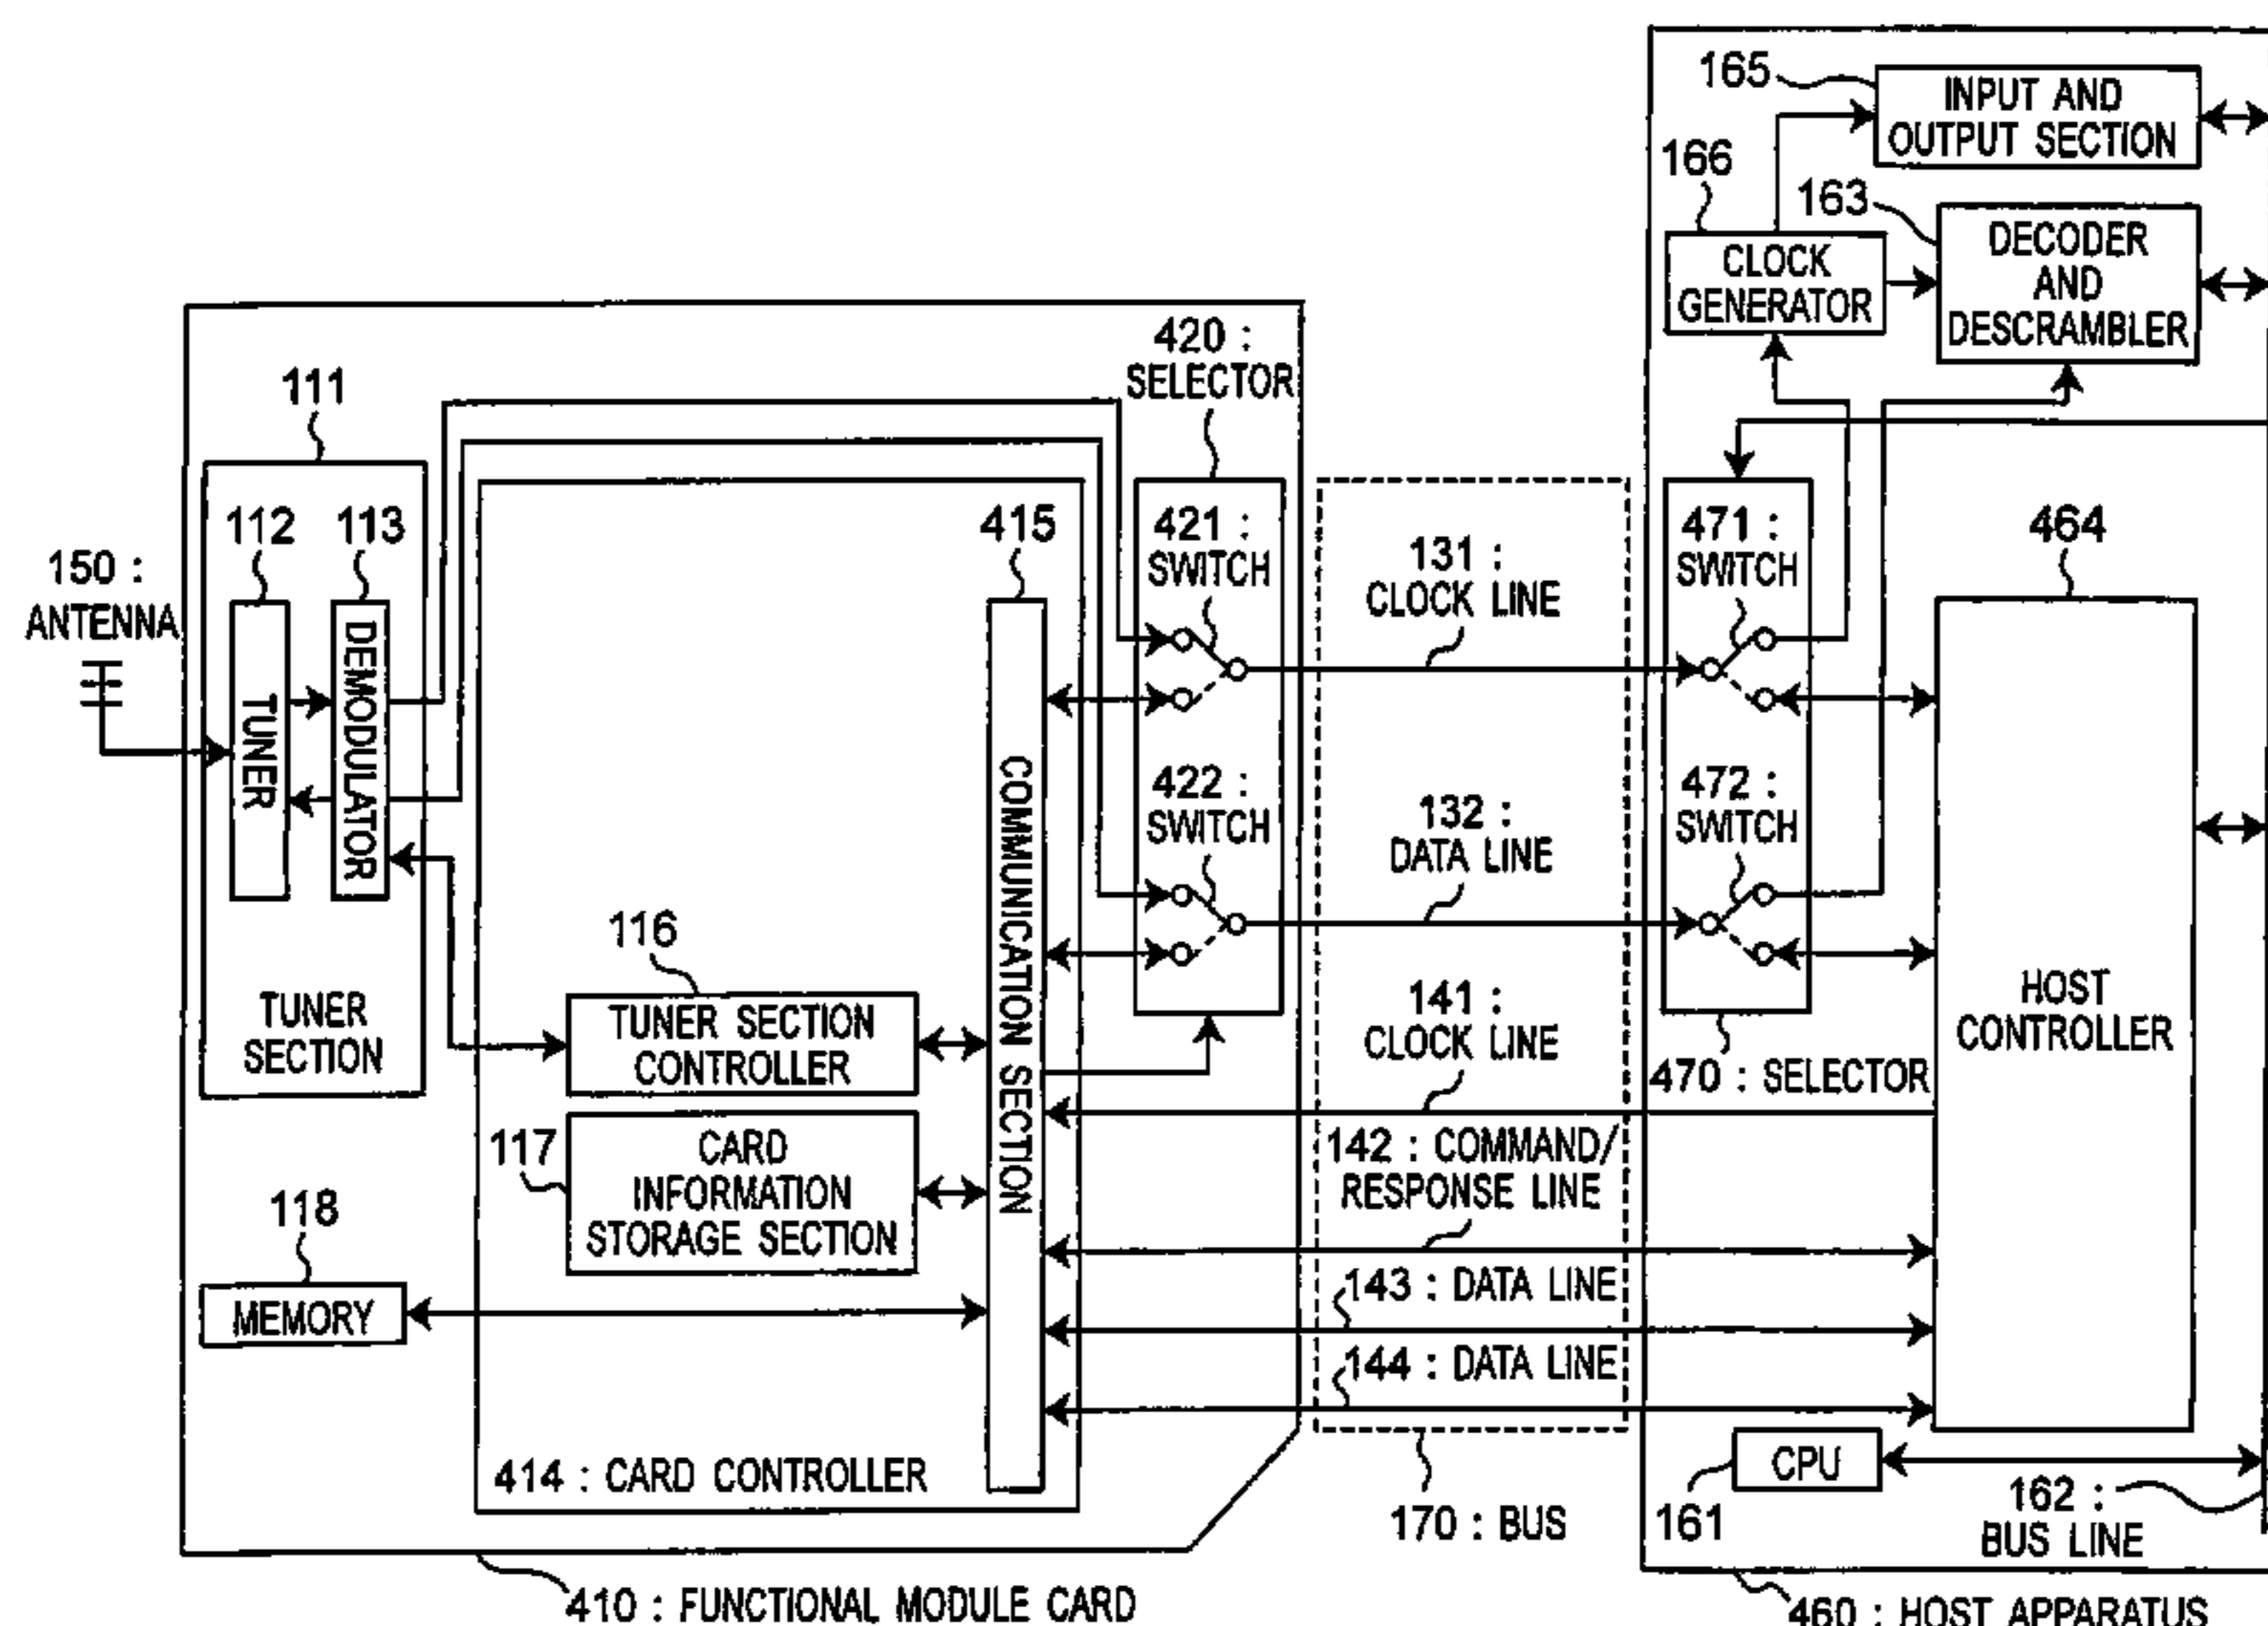 165
INPUT AND
OUTPUT SECTION
166
163
CLOCK
GENERATOR
DECODER
AND
DESCRAMBLER
420 :
SELECTOR
111
112
113
415
421 :
SWITCH
131 :
CLOCK LINE
471 :
SWITCH
464
150 :
ANTENNA
TUNER
DEMODULATOR
COMMUNICATION SECTION
422 :
SWITCH
132 :
DATA LINE
472 :
SWITCH
116
TUNER
SECTION
TUNER SECTION
CONTROLLER
141 :
CLOCK LINE
HOST
CONTROLLER
470 : SELECTOR
117
CARD
INFORMATION
STORAGE SECTION
142 : COMMAND/
RESPONSE LINE
118
MEMORY
143 : DATA LINE
144 : DATA LINE
414 : CARD CONTROLLER
CPU
161
162 :
BUS LINE
170 : BUS
410 : FUNCTIONAL MODULE CARD
460 : HOST APPARATUS